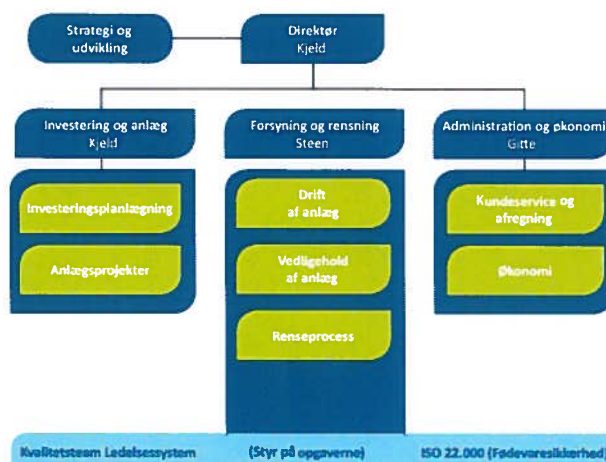 Strategi og
udvikling
Direktør
Kjeld
Investering og anlæg
Kjeld
Forsyning og rensning
Steen
Administration og økonomi
Gitte
Investeringsplanlægning
Anlægsprojekter
Drift
af anlæg
Vedligehold
af anlæg
Renseprocess
Kundeservice og
afregning
Økonomi
Kvalitetsteam Ledelsessystem
(Styr på opgaverne)
ISO 22.000 (Fødevaresikkerhed)